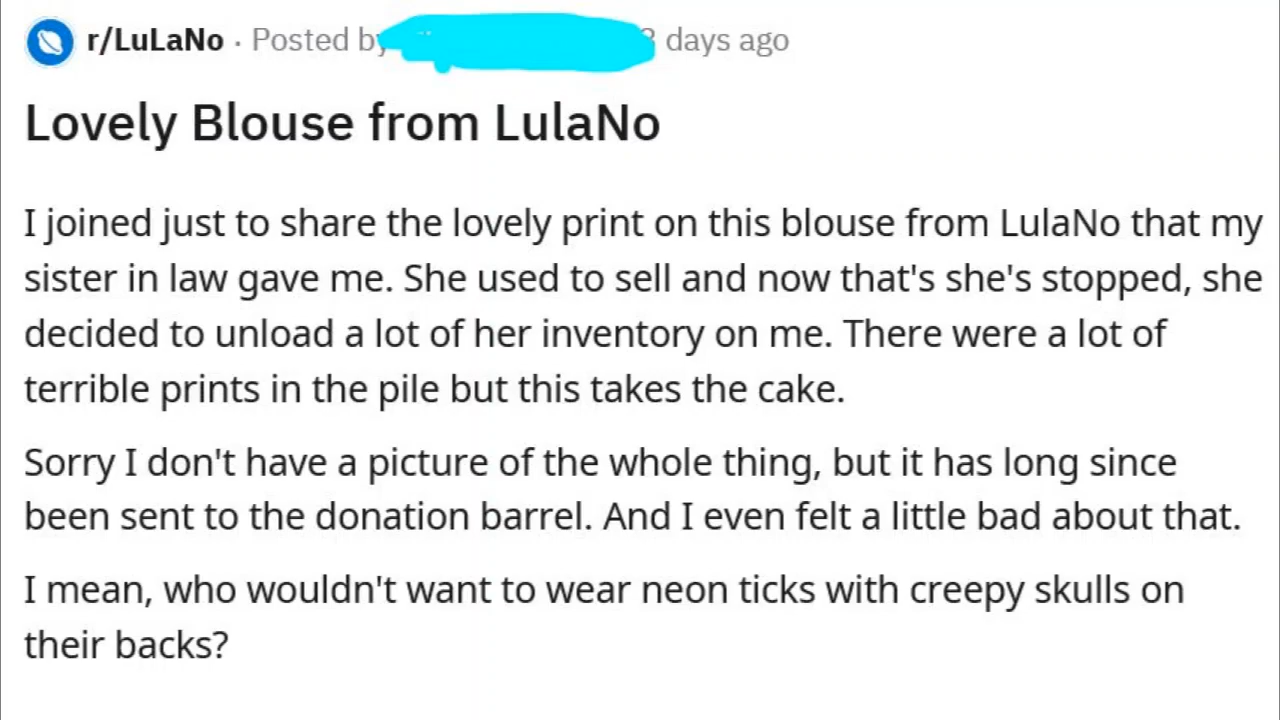 r/LuLaNo · Posted by days ago
Lovely Blouse from LulaNo
I joined just to share the lovely print on this blouse from LulaNo that my
sister in law gave me. She used to sell and now that's she's stopped, she
decided to unload a lot of her inventory on me. There were a lot of
terrible prints in the pile but this takes the cake.
Sorry I don't have a picture of the whole thing, but it has long since
been sent to the donation barrel. And I even felt a little bad about that.
I mean, who wouldn't want to wear neon ticks with creepy skulls on
their backs?